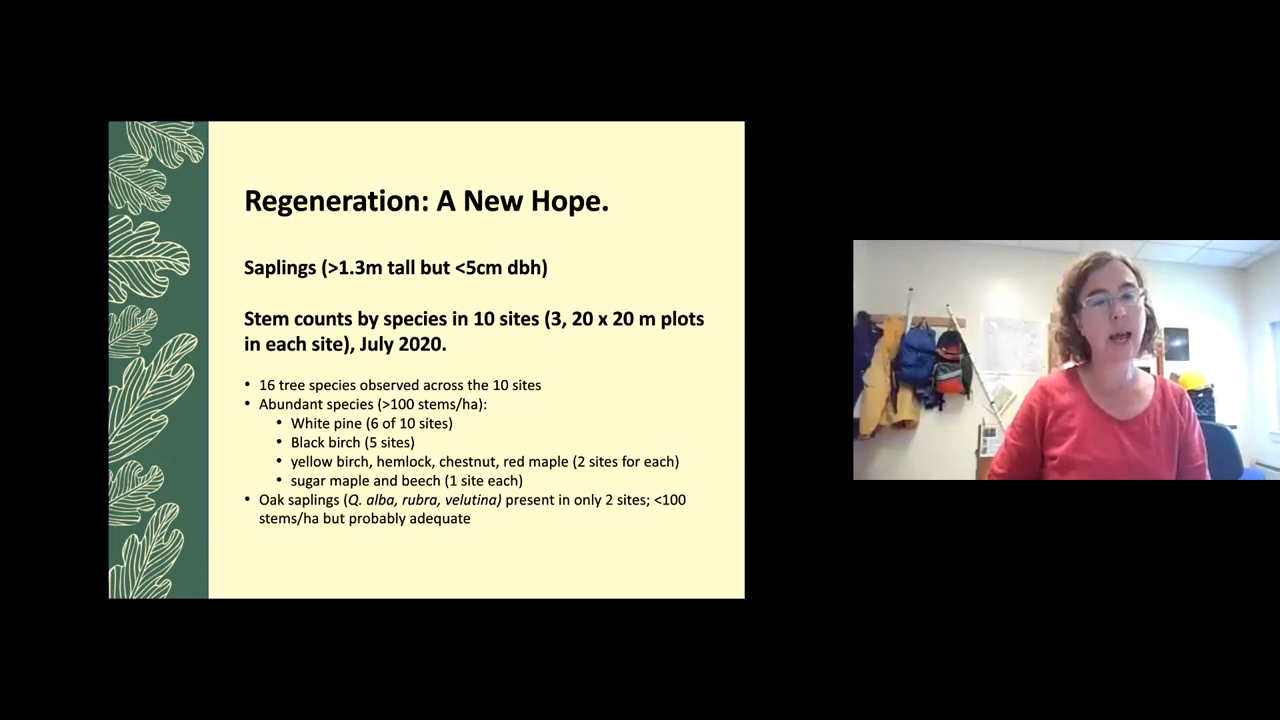 Regeneration: A New Hope.
Saplings (>1.3m tall but <5cm dbh)
Stem counts by species in 10 sites (3, 20 x 20 m plots
in each site), July 2020.
• 16 tree species observed across the 10 sites
• Abundant species (>100 stems/ha):
• White pine (6 of 10 sites)
• Black birch (5 sites)
• yellow birch, hemlock, chestnut, red maple (2 sites for each)
• sugar maple and beech (1 site each)
• Oak saplings (Q. alba, rubra, velutina) present in only 2 sites; <100
stems/ha but probably adequate